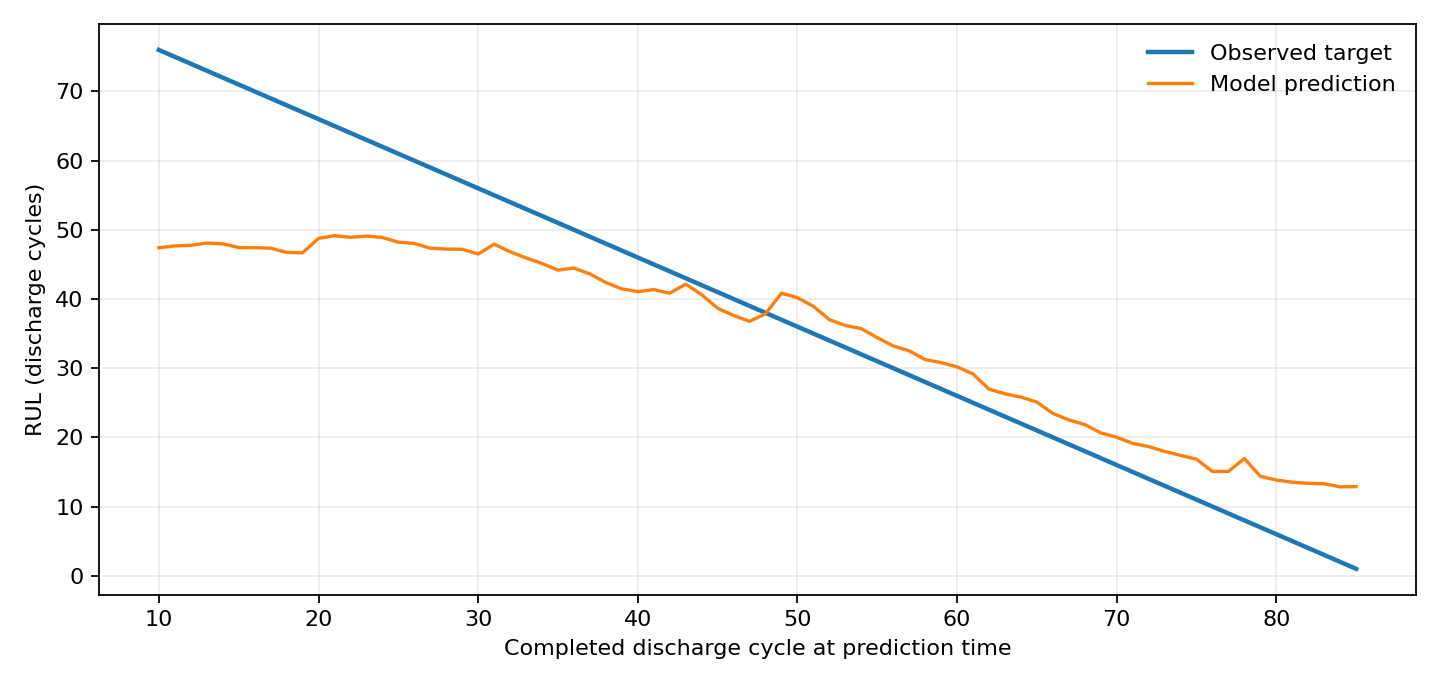 Observed target
Model prediction
RUL (discharge cycles)
70
60
50
40
30
20
10
0
10 20 30 40 50 60 70 80
Completed discharge cycle at prediction time